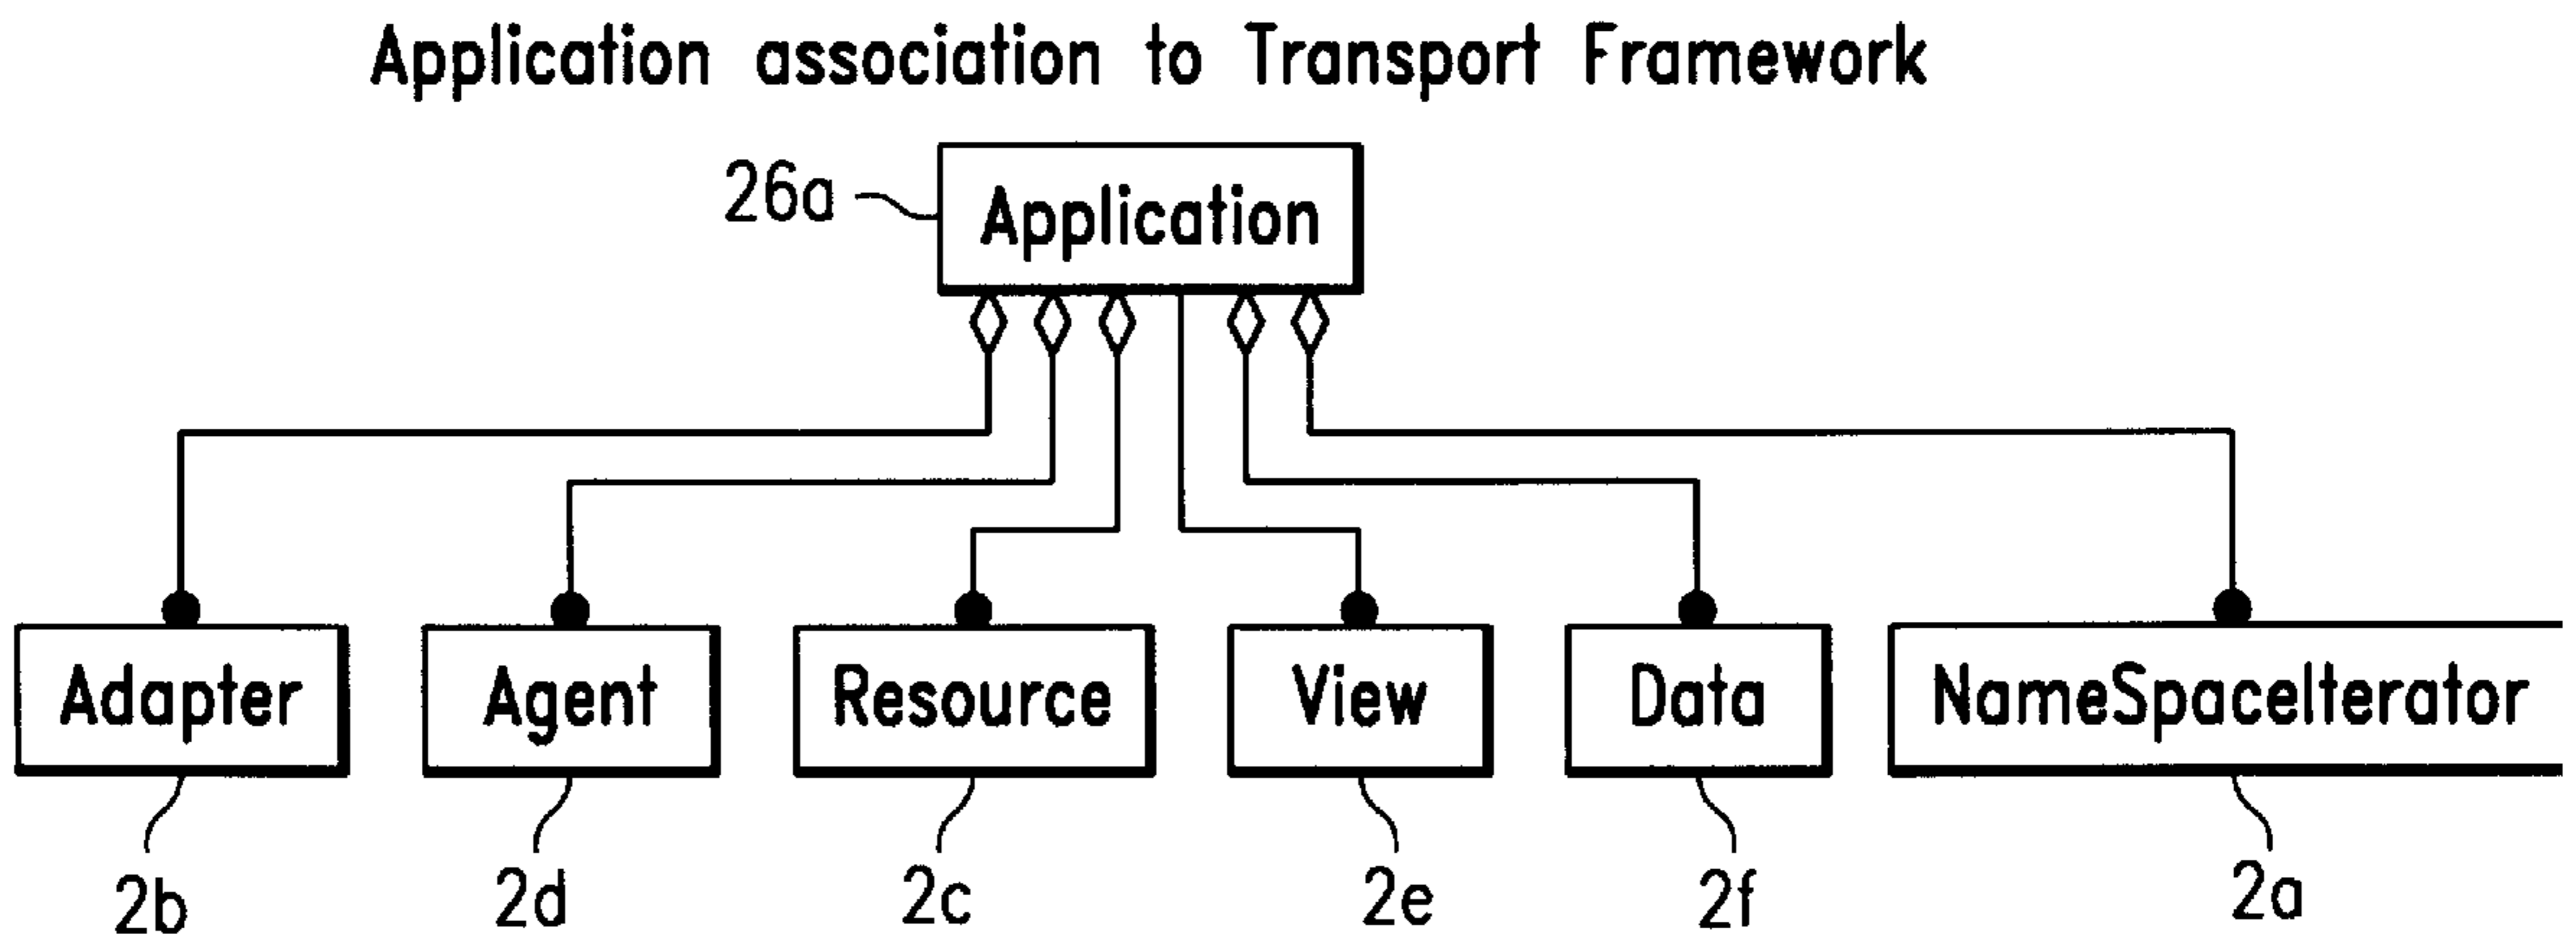 Application association to Transport Framework
26a
Application
Adapter
Agent
Resource
View
Data
NameSpaceIterator
2b
2d
2c
2e
2f
2a